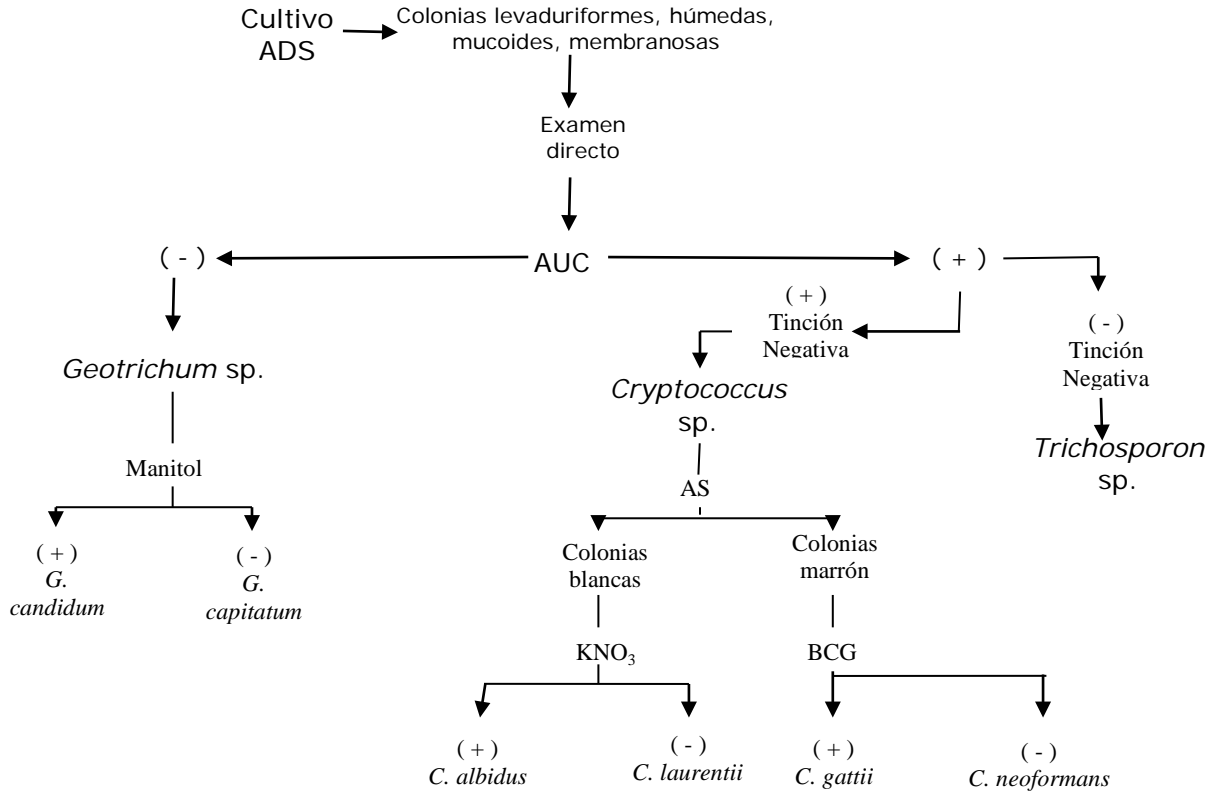 Cultivo
ADS
Colonias levaduriformes, húmedas,
mucoides, membranosas
Examen
directo
( - )
AUC
( + )
( + )
Tinción
Negativa
( - )
Tinción
Negativa
Geotrichum sp.
Cryptococcus
sp.
Trichosporon
sp.
Manitol
AS
( + )
G.
candidum
( - )
G.
capitatum
Colonias
blancas
Colonias
marrón
KNO₃
BCG
( + )
C. albidus
( - )
C. laurentii
( + )
C. gattii
( - )
C. neoformans